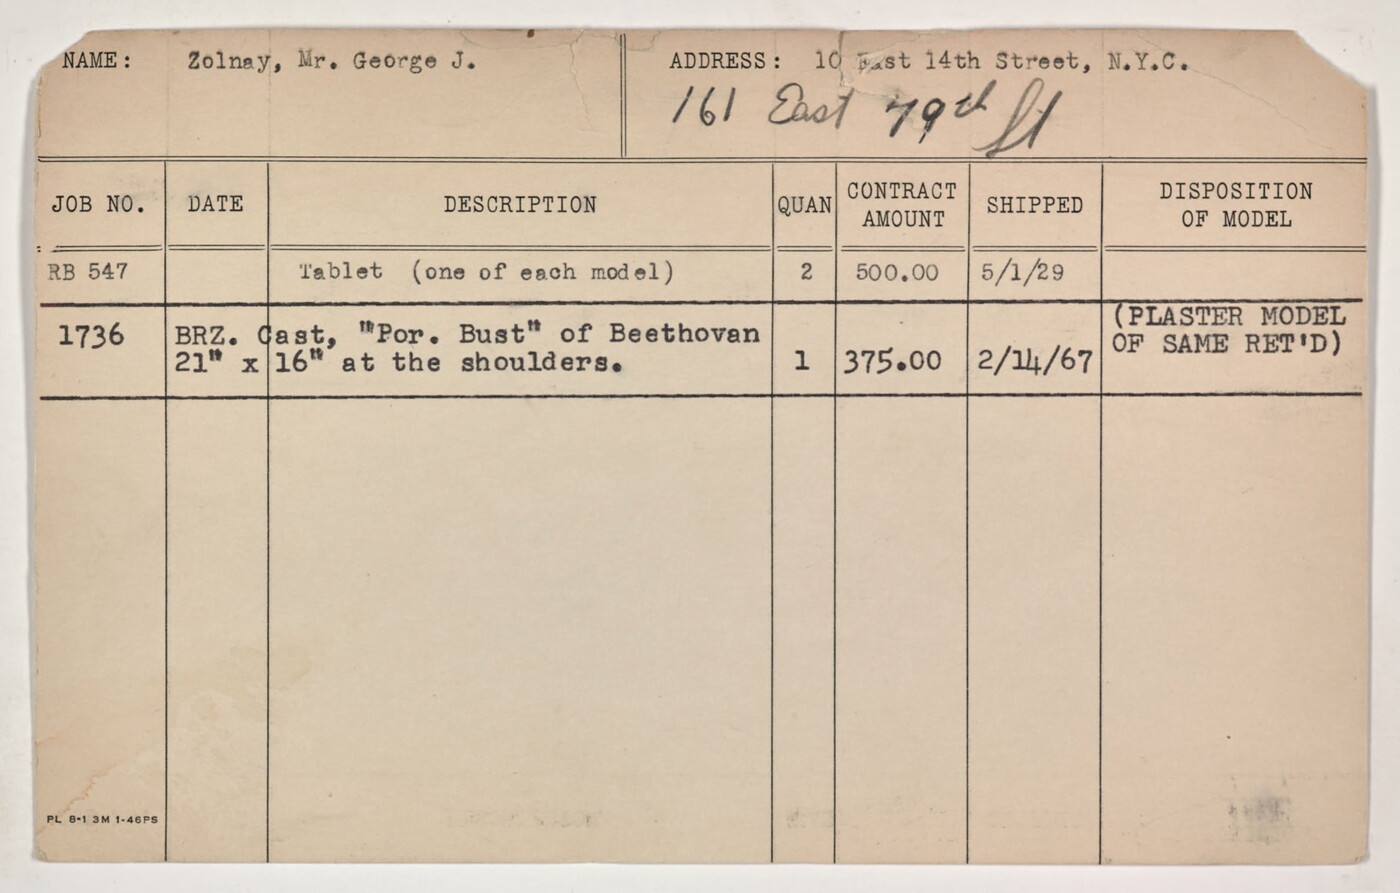 NAME: Zolnay, Mr. George J. ADDRESS: 10 East 14th Street, N.Y.C.
161 East 79th St
JOB NO. DATE DESCRIPTION QUAN CONTRACT AMOUNT SHIPPED DISPOSITION OF MODEL
RB 547 Tablet (one of each model) 2 500.00 5/1/29
1736 BRZ. Cast, "Por. Bust" of Beethovan
21" x 16" at the shoulders. 1 375.00 2/14/67
(PLASTER MODEL
OF SAME RET'D)
PL 8-1 3M 1-46PS